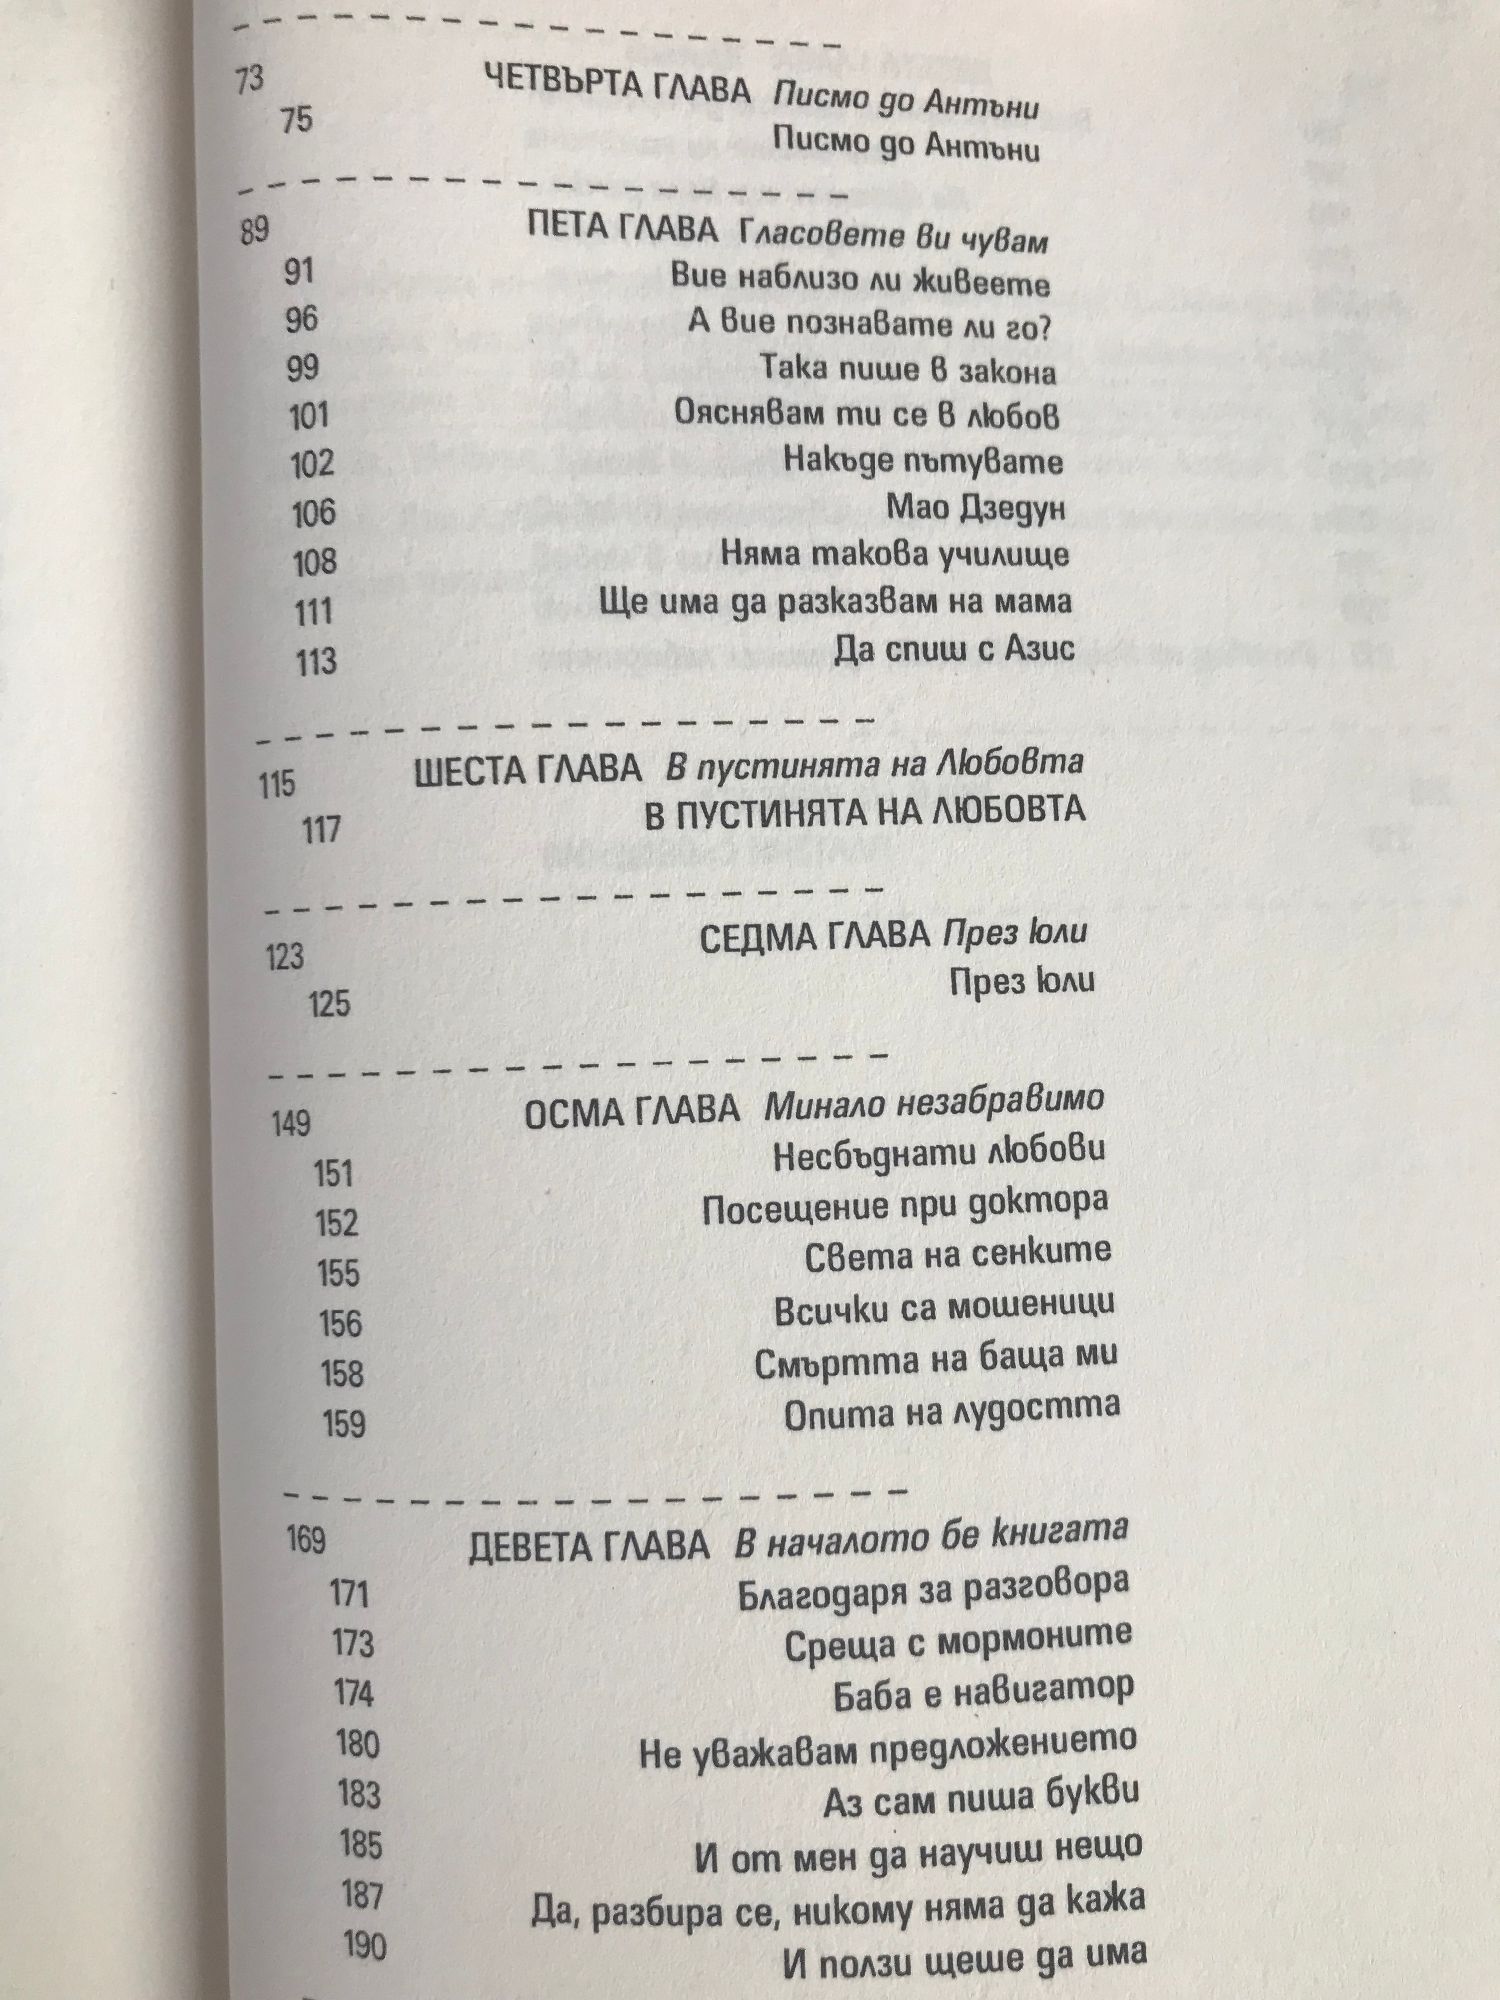 73 ЧЕТВЪРТА ГЛАВА Писмо до Антъни
75 Писмо до Антъни
89 ПЕТА ГЛАВА Гласовете ви чувам
91 Вие наблизо ли живеете
96 А вие познавате ли го?
99 Така пише в закона
101 Ояснявам ти се в любов
102 Накъде пътувате
106 Мао Дзедун
108 Няма такова училище
111 Ще има да разказвам на мама
113 Да спиш с Азис
115 ШЕСТА ГЛАВА В пустинята на Любовта
117 В ПУСТИНЯТА НА ЛЮБОВТА
123 СЕДМА ГЛАВА През юли
125 През юли
149 ОСМА ГЛАВА Минало незабравимо
151 Несбъднати любови
152 Посещение при доктора
155 Света на сенките
156 Всички са мошеници
158 Смъртта на баща ми
159 Опита на лудостта
169 ДЕВЕТА ГЛАВА В началото бе книгата
171 Благодаря за разговора
173 Среща с мормоните
174 Баба е навигатор
180 Не уважавам предложението
183 Аз сам пиша букви
185 И от мен да научиш нещо
187 Да, разбира се, никому няма да кажа
190 И ползи щеше да има